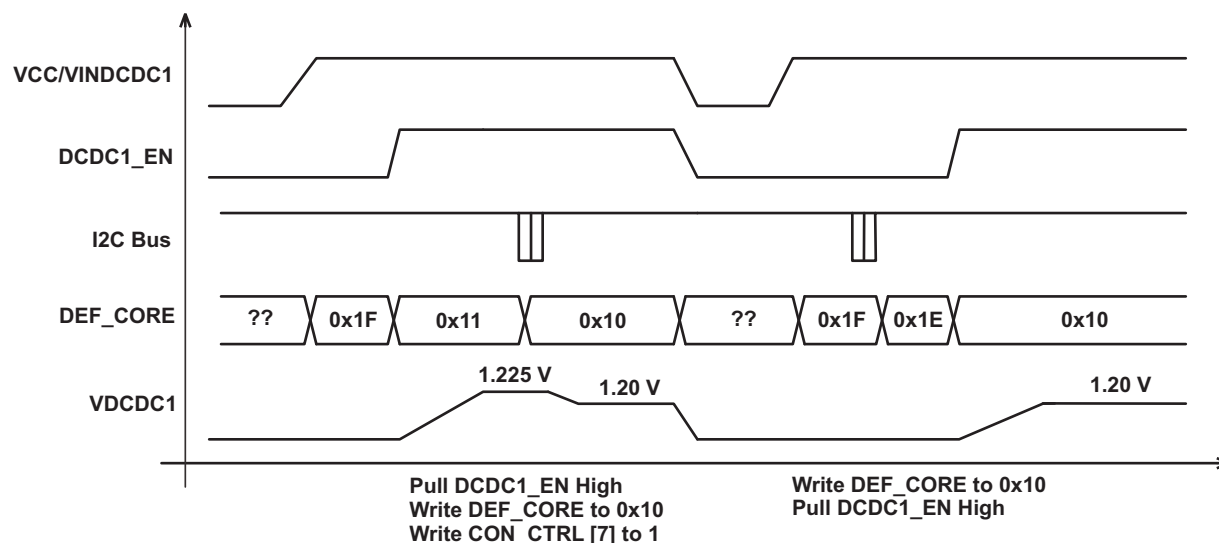 VCC/VINDCDC1
DCDC1_EN
I2C Bus
DEF_CORE
?? 0x1F 0x11 0x10 ?? 0x1F 0x1E 0x10
1.225 V
1.20 V
1.20 V
VDCDC1
Pull DCDC1_EN High
Write DEF_CORE to 0x10
Write CON_CTRL [7] to 1
Write DEF_CORE to 0x10
Pull DCDC1_EN High